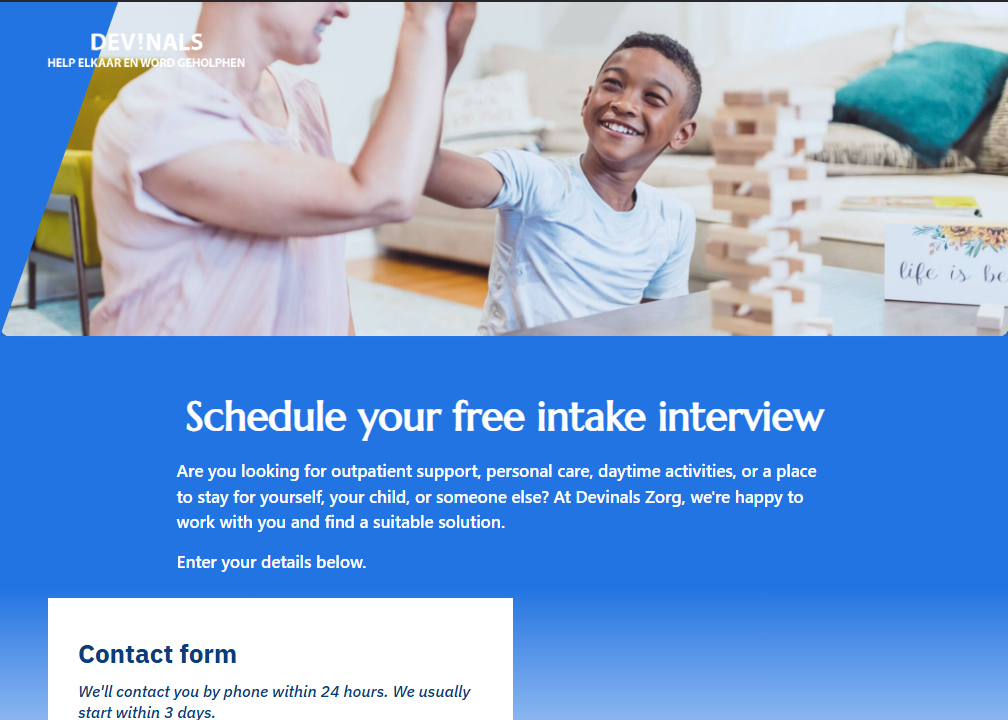 DEV!NALS
HELP ELKAAR EN WORD GEHOLPHEN
life is be
Schedule your free intake interview
Are you looking for outpatient support, personal care, daytime activities, or a place
to stay for yourself, your child, or someone else? At Devinals Zorg, we're happy to
work with you and find a suitable solution.
Enter your details below.
Contact form
We'll contact you by phone within 24 hours. We usually
start within 3 days.